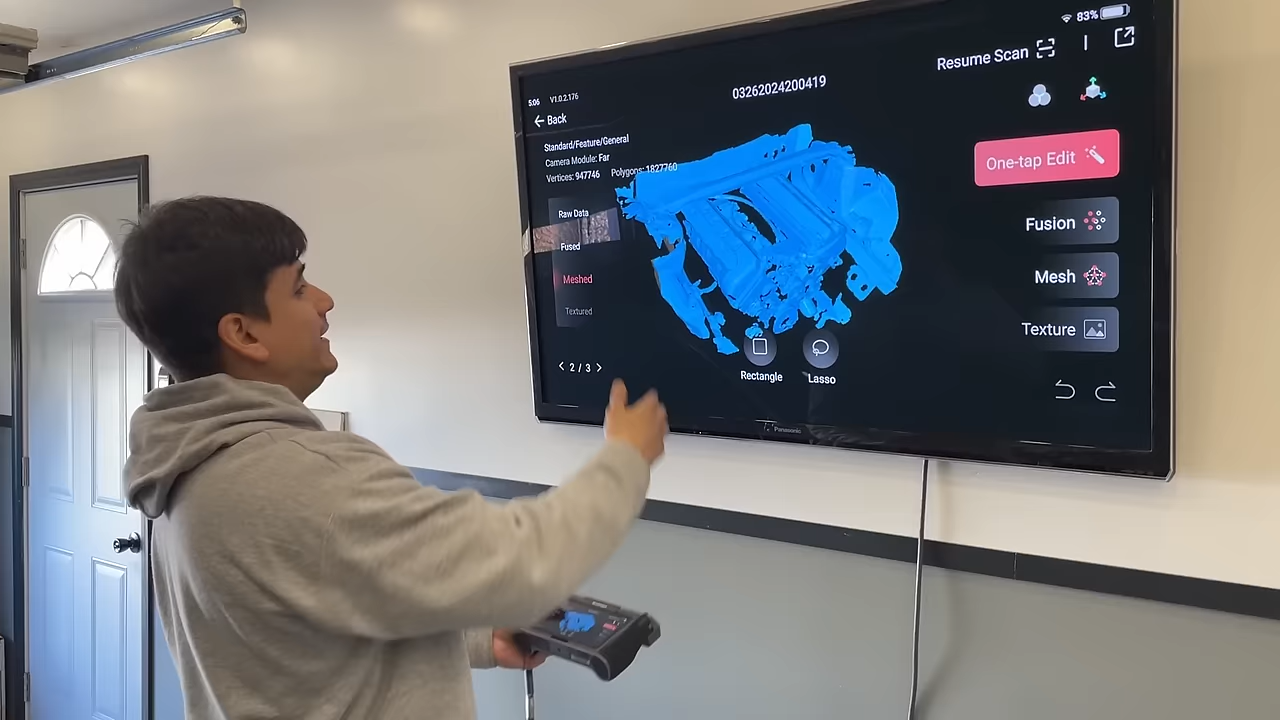 83%
Resume Scan
5:06 V1.0.2.176
03262024200419
Back
Standard/Feature/General
Camera Module: Far
Vertices: 947746 Polygons: 1827760
One-tap Edit
Raw Data
Fusion
Fused
Mesh
Meshed
Textured
Texture
2 / 3
Rectangle
Lasso
Panasonic